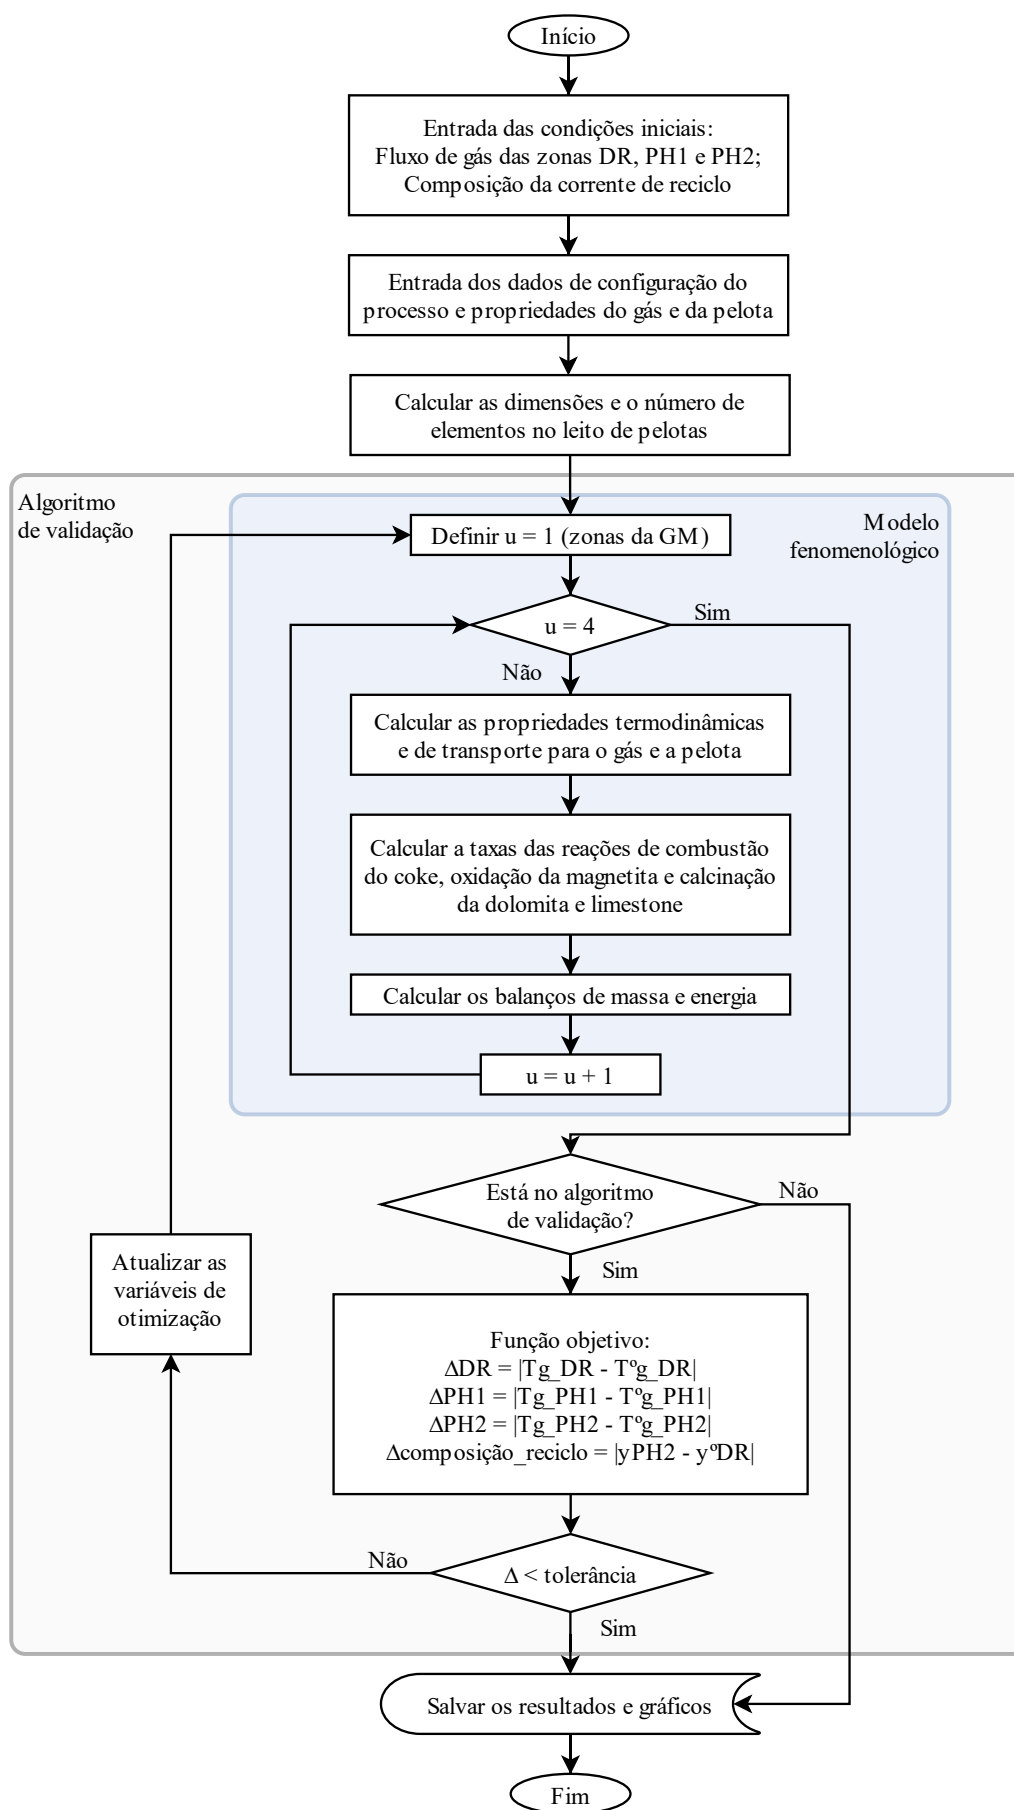 Início
Entrada das condições iniciais:
Fluxo de gás das zonas DR, PH1 e PH2;
Composição da corrente de reciclo
Entrada dos dados de configuração do
processo e propriedades do gás e da pelota
Calcular as dimensões e o número de
elementos no leito de pelotas
Algoritmo
de validação
Modelo
fenomenológico
Definir u = 1 (zonas da GM)
u = 4
Sim
Não
Calcular as propriedades termodinâmicas
e de transporte para o gás e a pelota
Calcular a taxas das reações de combustão
do coke, oxidação da magnetita e calcinação
da dolomita e limestone
Calcular os balanços de massa e energia
u = u + 1
Está no algoritmo
de validação?
Não
Sim
Atualizar as
variáveis de
otimização
Função objetivo:
ΔDR = |Tg_DR - Tºg_DR|
ΔPH1 = |Tg_PH1 - Tºg_PH1|
ΔPH2 = |Tg_PH2 - Tºg_PH2|
Δcomposição_reciclo = |yPH2 - yºDR|
Não
Δ < tolerância
Sim
Salvar os resultados e gráficos
Fim